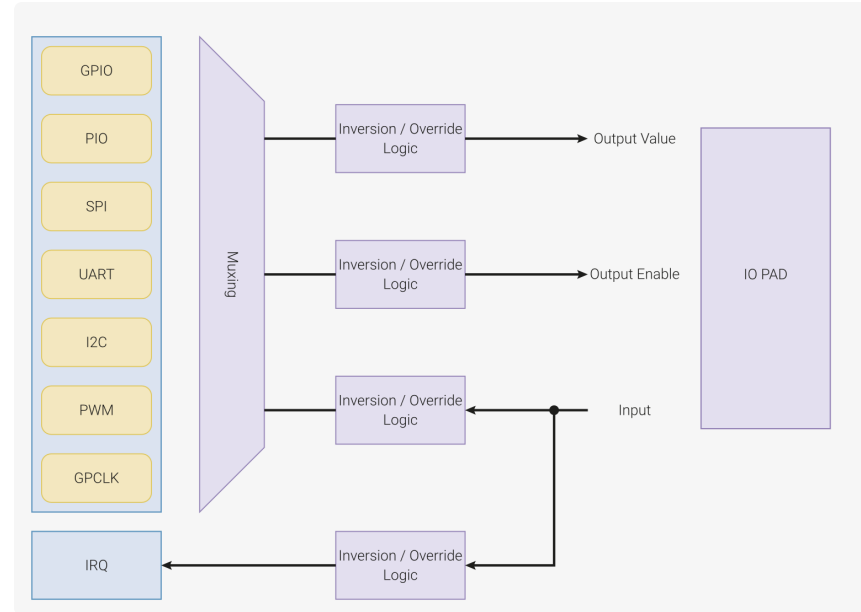 GPIO
PIO
SPI
UART
I2C
PWM
GPCLK
IRQ
Muxing
Inversion / Override
Logic
Output Value
Inversion / Override
Logic
Output Enable
Inversion / Override
Logic
Input
Inversion / Override
Logic
IO PAD